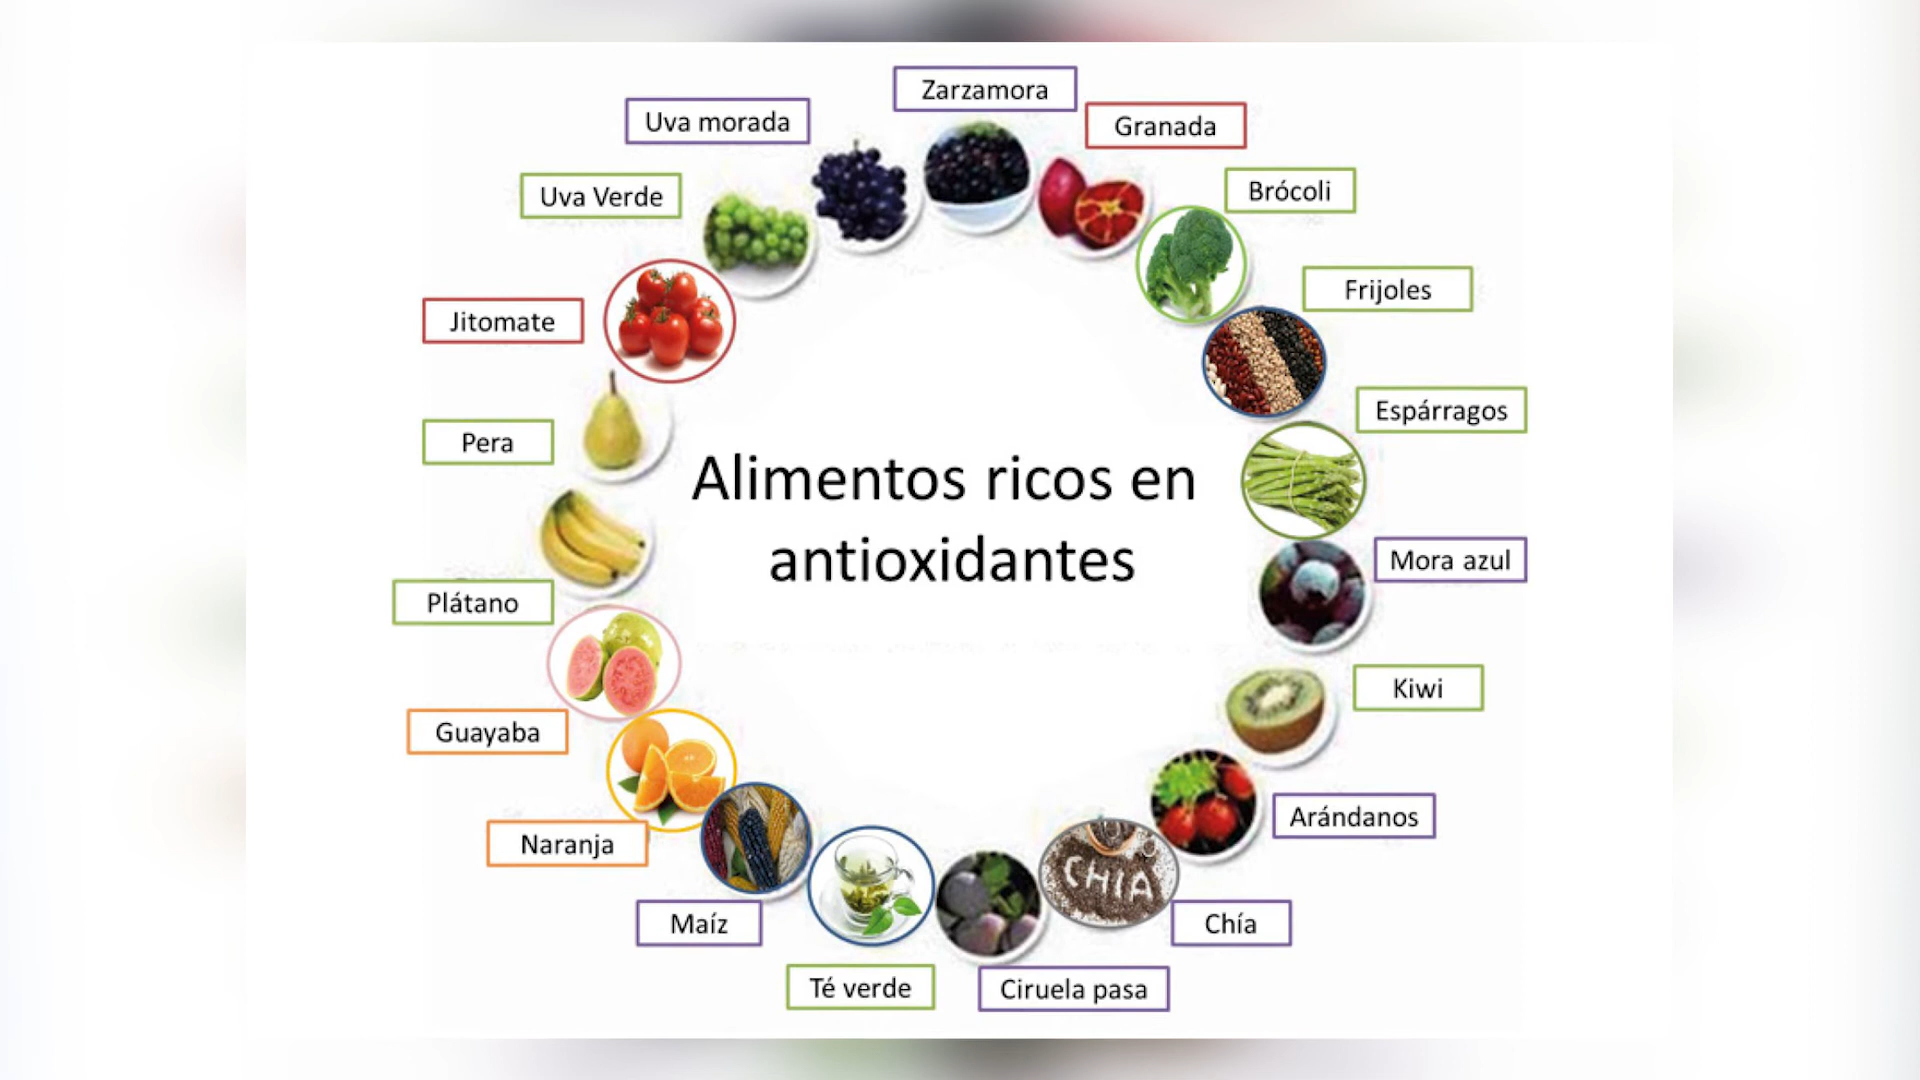 Zarzamora
Uva morada
Granada
Uva Verde
Brócoli
Frijoles
Jitomate
Espárragos
Pera
Alimentos ricos en
antioxidantes
Mora azul
Plátano
Kiwi
Guayaba
Arándanos
Naranja
CHIA
Maíz
Chía
Té verde
Ciruela pasa